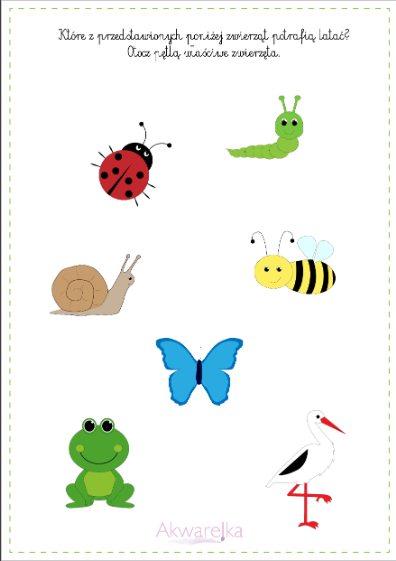 Które z przedstawionych poniżej zwierząt potrafią latać?
Otocz pętlą właściwe zwierzęta.
Akwarelka